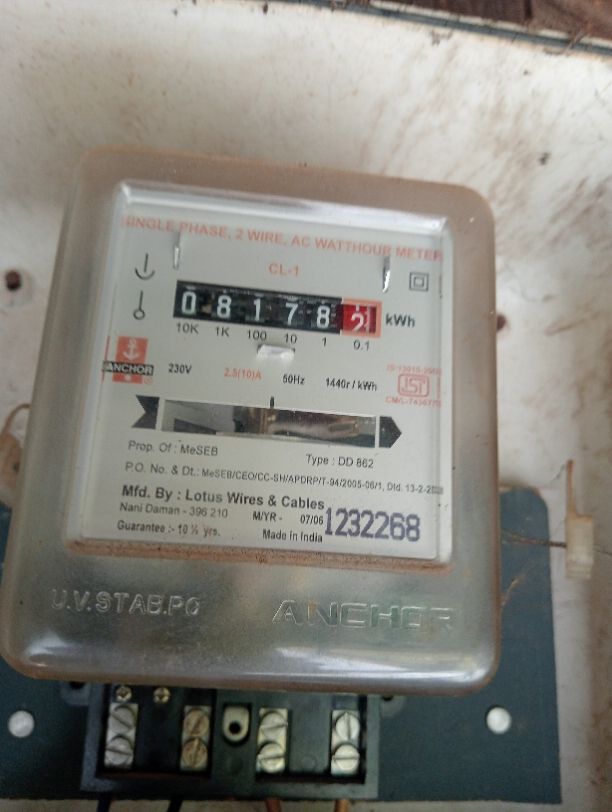 SINGLE PHASE, 2 WIRE, AC WATTHOUR METER
CL-1
0 8 1 7 8 2 kWh
10K 1K 100 10 1 0.1
ANCHOR
230V 2.5(10)A 50Hz 1440r / kWh
ISI
Prop. Of : MeSEB
Type : DD 862
P.O. No. & Dt.: MeSEB/CEO/CC-SH/APDRP/T-94/2005-06/1, Dtd. 13-2-
Mfd. By : Lotus Wires & Cables
Nani Daman - 396 210 M/YR - 07/06
1232268
Guarantee :- 10 ½ yrs. Made in India
U.V.STAB.PC ANCHOR